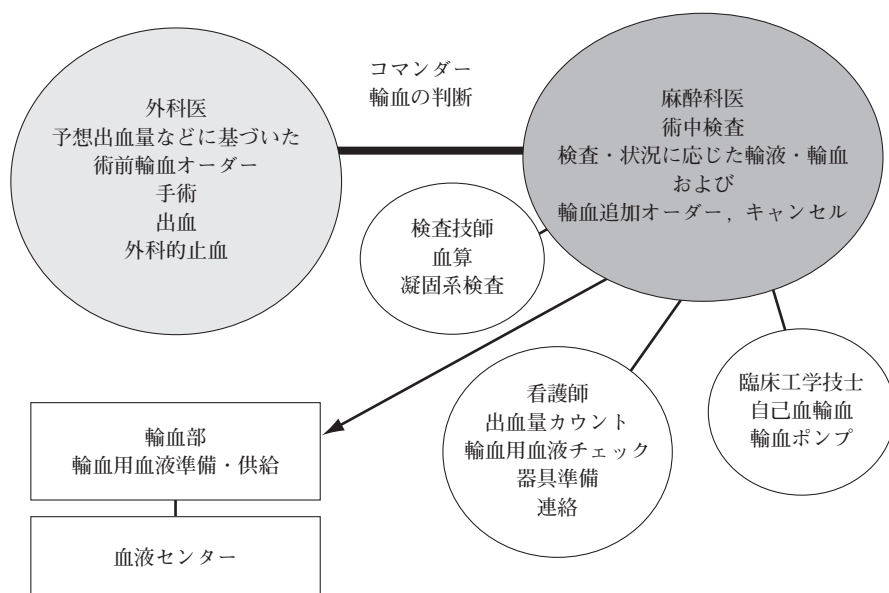 コマンダー
輸血の判断
外科医
予想出血量などに基づいた
術前輸血オーダー
手術
出血
外科的止血
麻酔科医
術中検査
検査・状況に応じた輸液・輸血
および
輸血追加オーダー，キャンセル
検査技師
血算
凝固系検査
看護師
出血量カウント
輸血用血液チェック
器具準備
連絡
臨床工学技士
自己血輸血
輸血ポンプ
輸血部
輸血用血液準備・供給
血液センター